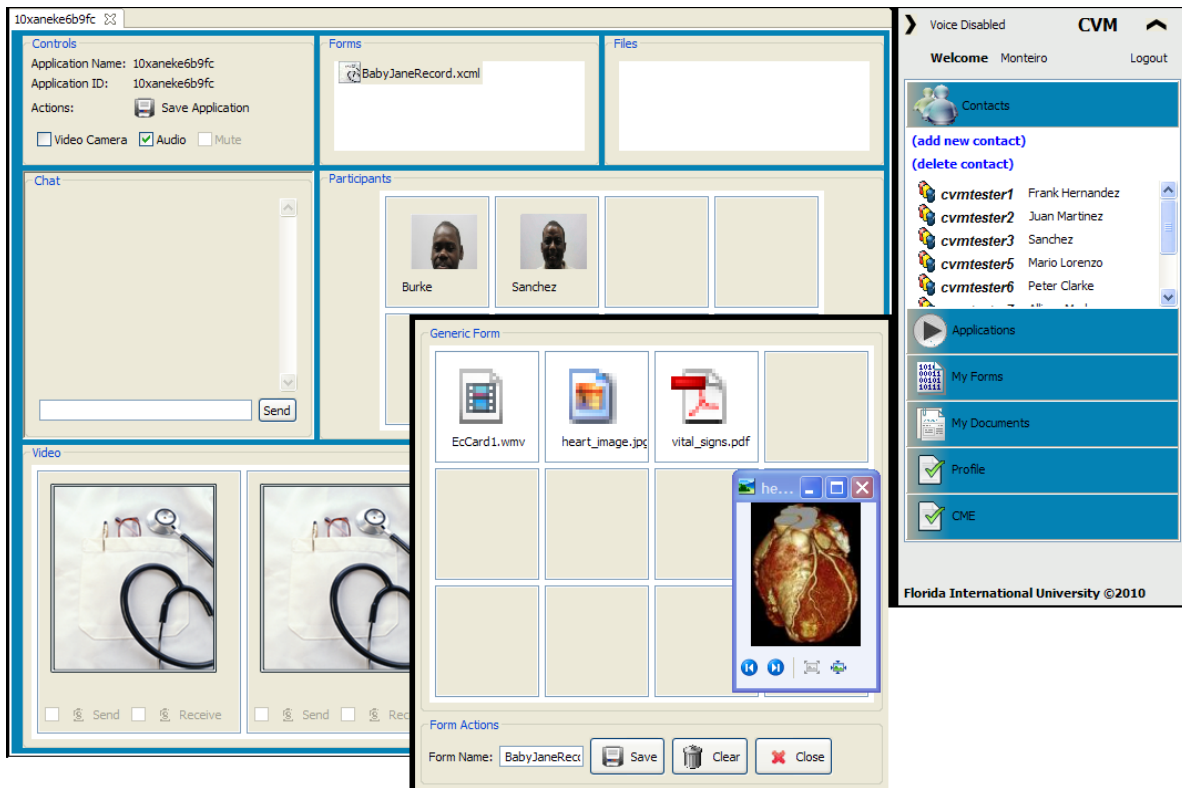 10xaneke6b9fc
Controls
Application Name: 10xaneke6b9fc
Application ID: 10xaneke6b9fc
Actions: Save Application
Video Camera Audio Mute
Forms
BabyJaneRecord.xcml
Files
Chat
Send
Participants
Burke
Sanchez
Video
Send Receive
Send Rec
Generic Form
EcCard1.wmv
heart_image.jpg
vital_signs.pdf
he...
Form Actions
Form Name: BabyJaneRec
Save
Clear
Close
Voice Disabled
CVM
Welcome Monteiro
Logout
Contacts
(add new contact)
(delete contact)
cvmtester1 Frank Hernandez
cvmtester2 Juan Martinez
cvmtester3 Sanchez
cvmtester5 Mario Lorenzo
cvmtester6 Peter Clarke
Applications
My Forms
My Documents
Profile
CME
Florida International University ©2010